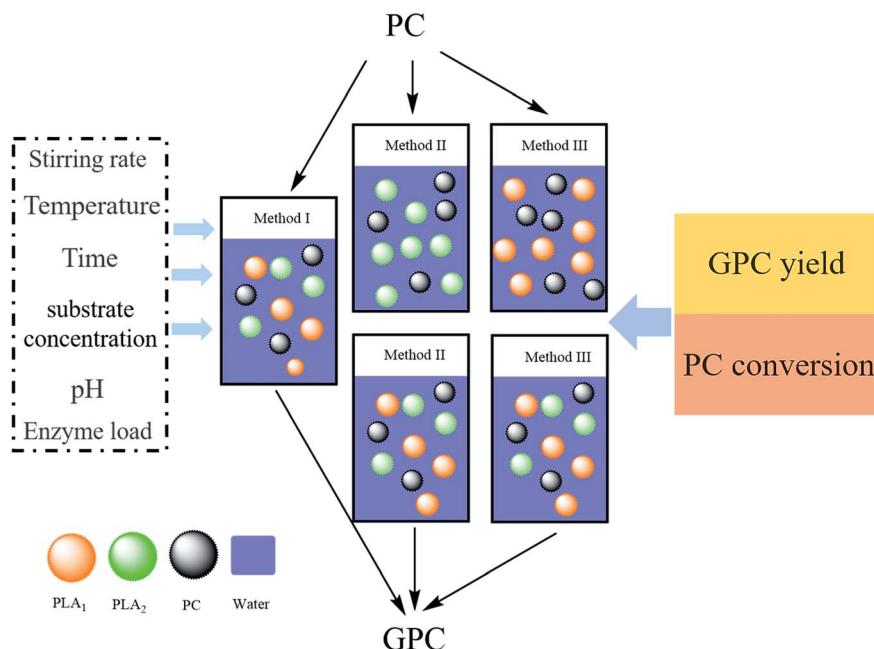 PC
Method II
Method III
Method I
Stirring rate
Temperature
Time
substrate
concentration
pH
Enzyme load
GPC yield
PC conversion
Method II
Method III
PLA₁
PLA₂
PC
Water
GPC